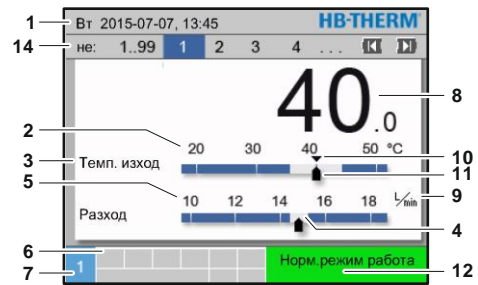 1
Вт 2015-07-07, 13:45
HB-THERM
14
не: 1..99 1 2 3 4 ...
40.0
8
2
20 30 40 50 °C
3
Темп. изход
10
11
5
10 12 14 16 18 L/min
9
Разход
4
6
7
1
Норм.режим работа
12